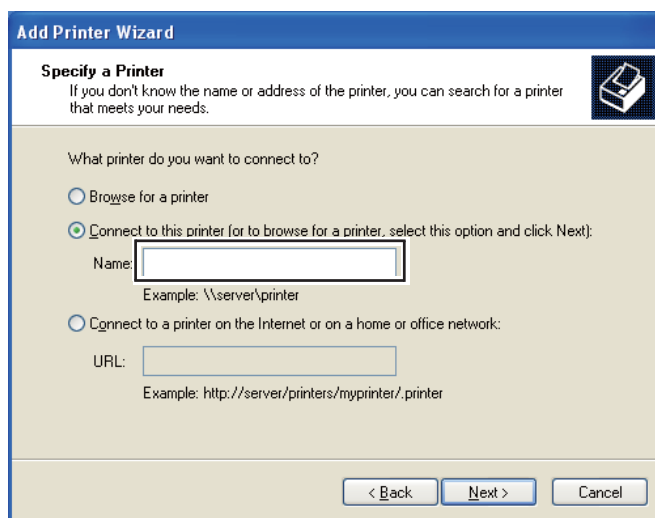 Add Printer Wizard
Specify a Printer
If you don't know the name or address of the printer, you can search for a printer
that meets your needs.
What printer do you want to connect to?
Browse for a printer
Connect to this printer (or to browse for a printer, select this option and click Next):
Name:
Example: \\server\printer
Connect to a printer on the Internet or on a home or office network:
URL:
Example: http://server/printers/myprinter/.printer
< Back Next > Cancel